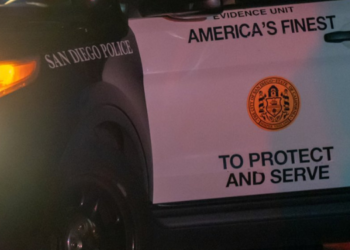 SAN DIEGO POLICE
EVIDENCE UNIT
AMERICA'S FINEST
TO PROTECT
AND SERVE